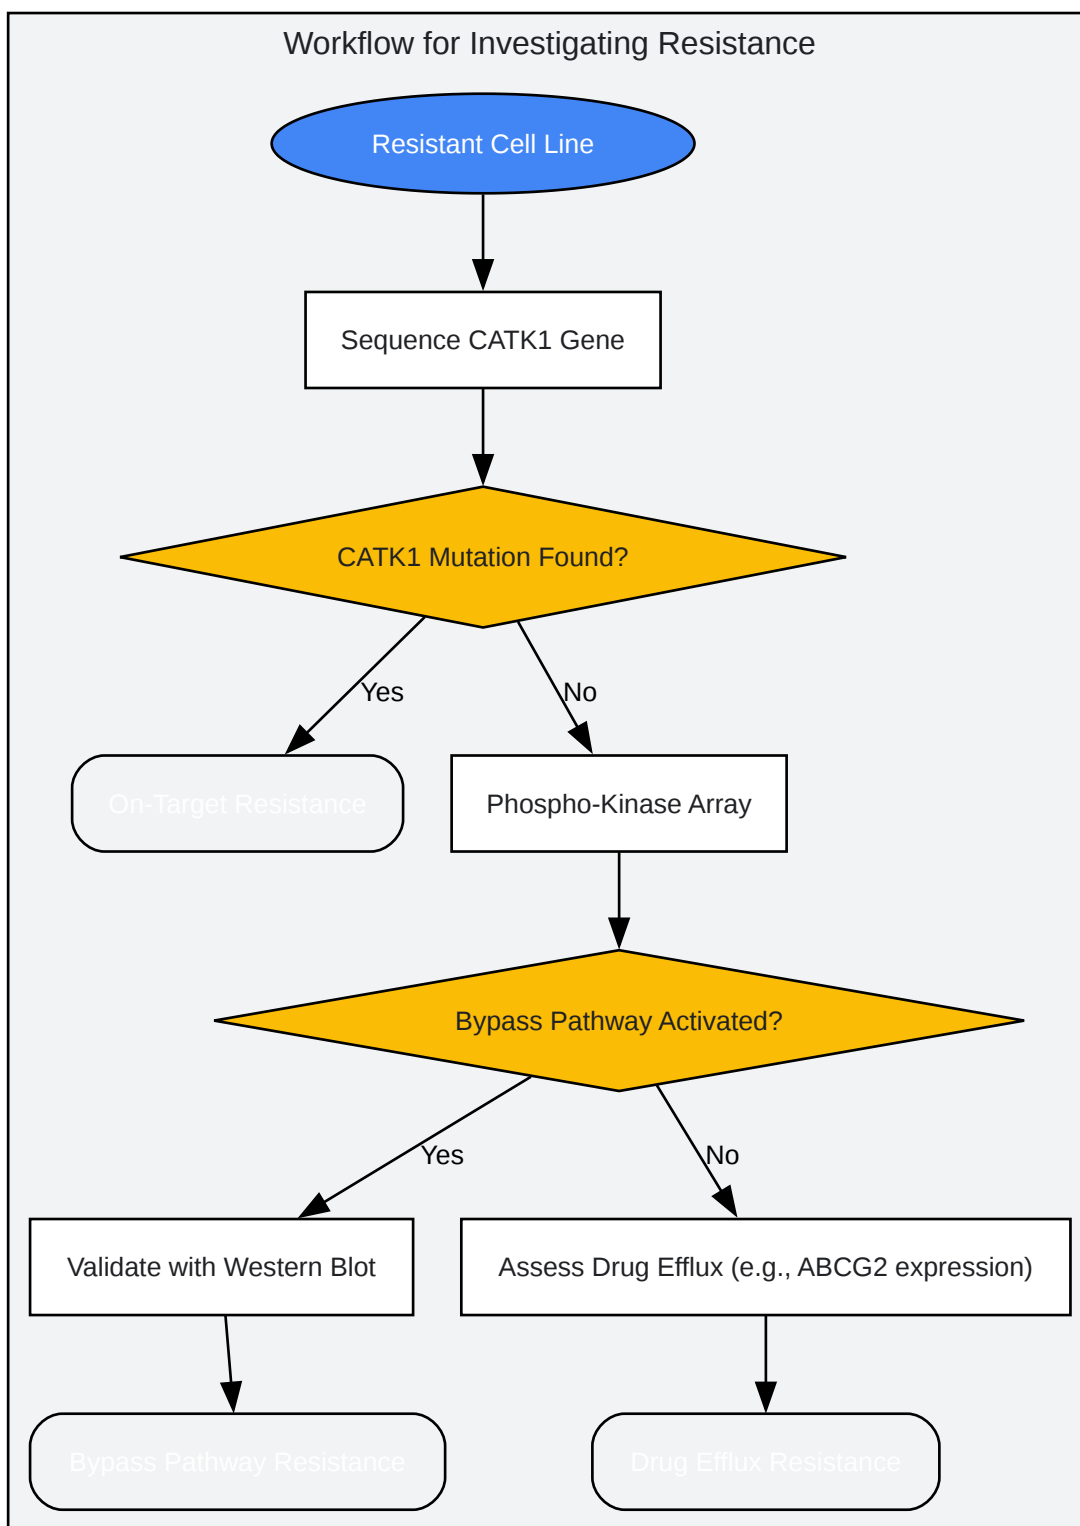 Workflow for Investigating Resistance
Resistant Cell Line
Sequence CATK1 Gene
CATK1 Mutation Found?
Yes
No
On-Target Resistance
Phospho-Kinase Array
Bypass Pathway Activated?
Yes
No
Validate with Western Blot
Assess Drug Efflux (e.g., ABCG2 expression)
Bypass Pathway Resistance
Drug Efflux Resistance